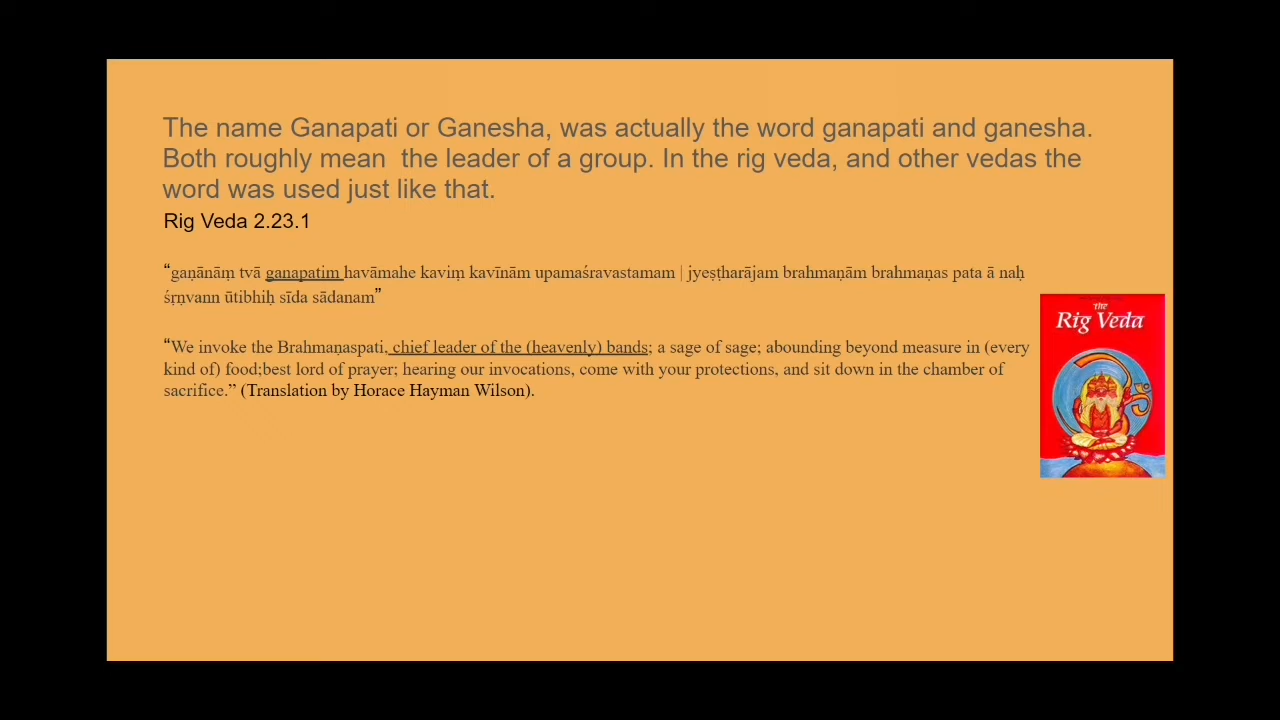 The name Ganapati or Ganesha, was actually the word ganapati and ganesha.
Both roughly mean  the leader of a group. In the rig veda, and other vedas the
word was used just like that.
Rig Veda 2.23.1
“gaṇānāṃ tvā ganapatim havāmahe kaviṃ kavīnām upamaśravastamam | jyeṣṭharājam brahmaṇām brahmaṇas pata ā naḥ
śṛṇvann ūtibhiḥ sīda sādanam”
“We invoke the Brahmaṇaspati, chief leader of the (heavenly) bands; a sage of sage; abounding beyond measure in (every
kind of) food;best lord of prayer; hearing our invocations, come with your protections, and sit down in the chamber of
sacrifice.” (Translation by Horace Hayman Wilson).
the
Rig Veda